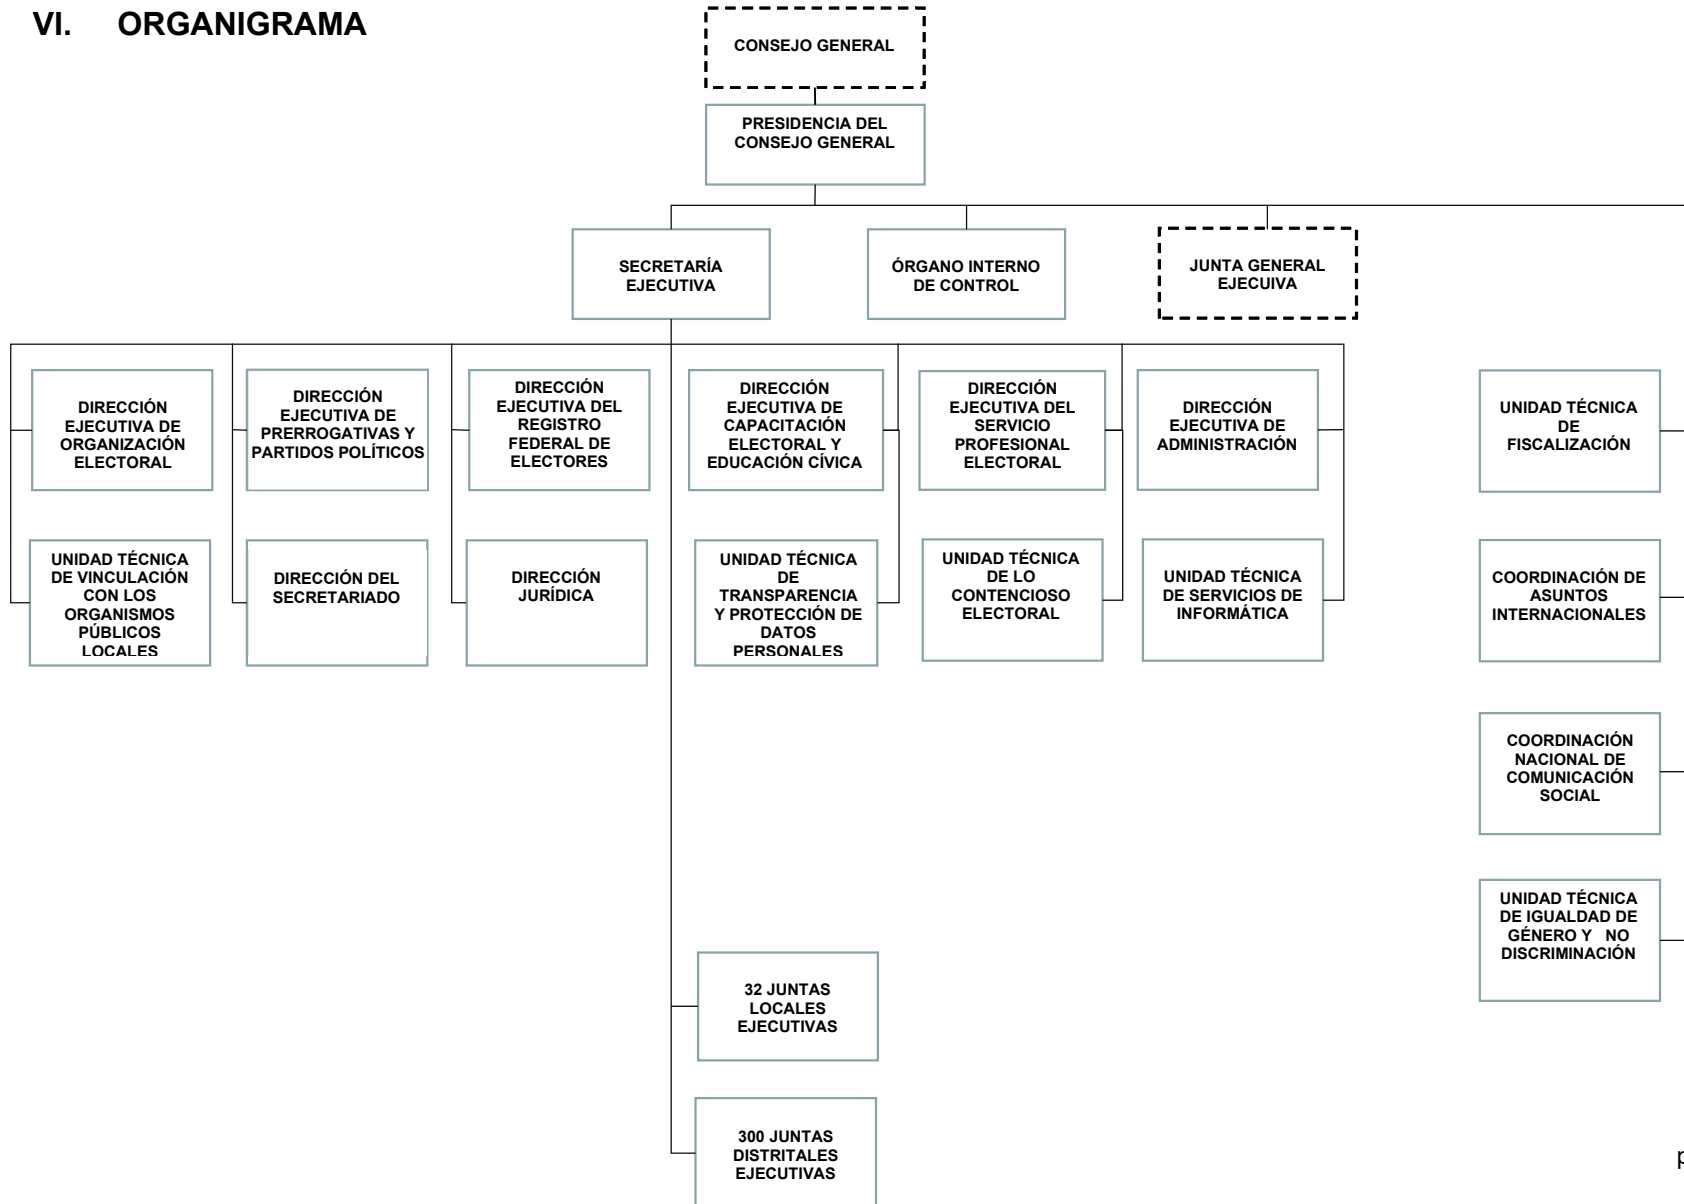 VI. ORGANIGRAMA
CONSEJO GENERAL
PRESIDENCIA DEL
CONSEJO GENERAL
SECRETARÍA
EJECUTIVA
ÓRGANO INTERNO
DE CONTROL
JUNTA GENERAL
EJECUIVA
DIRECCIÓN
EJECUTIVA DE
ORGANIZACIÓN
ELECTORAL
DIRECCIÓN
EJECUTIVA DE
PRERROGATIVAS Y
PARTIDOS POLÍTICOS
DIRECCIÓN
EJECUTIVA DEL
REGISTRO
FEDERAL DE
ELECTORES
DIRECCIÓN
EJECUTIVA DE
CAPACITACIÓN
ELECTORAL Y
EDUCACIÓN CÍVICA
DIRECCIÓN
EJECUTIVA DEL
SERVICIO
PROFESIONAL
ELECTORAL
DIRECCIÓN
EJECUTIVA DE
ADMINISTRACIÓN
UNIDAD TÉCNICA
DE
FISCALIZACIÓN
UNIDAD TÉCNICA
DE VINCULACIÓN
CON LOS
ORGANISMOS
PÚBLICOS
LOCALES
DIRECCIÓN DEL
SECRETARIADO
DIRECCIÓN
JURÍDICA
UNIDAD TÉCNICA
DE
TRANSPARENCIA
Y PROTECCIÓN DE
DATOS
PERSONALES
UNIDAD TÉCNICA
DE LO
CONTENCIOSO
ELECTORAL
UNIDAD TÉCNICA
DE SERVICIOS DE
INFORMÁTICA
COORDINACIÓN DE
ASUNTOS
INTERNACIONALES
COORDINACIÓN
NACIONAL DE
COMUNICACIÓN
SOCIAL
UNIDAD TÉCNICA
DE IGUALDAD DE
GÉNERO Y NO
DISCRIMINACIÓN
32 JUNTAS
LOCALES
EJECUTIVAS
300 JUNTAS
DISTRITALES
EJECUTIVAS